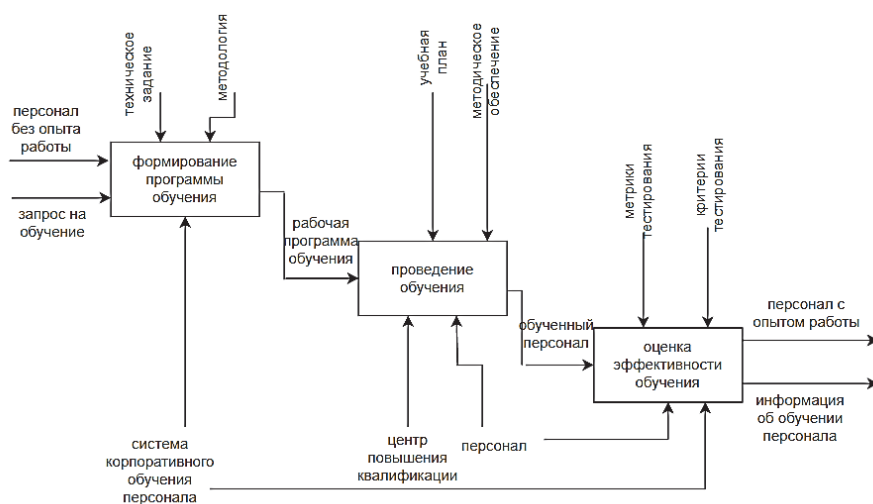 техническое
задание
методология
учебная
план
методическое
обеспечение
персонал
без опыта
работы
формирование
программы
обучения
запрос на
обучение
рабочая
программа
обучения
проведение
обучения
метрики
тестирования
критерии
тестирования
обученный
персонал
оценка
эффективности
обучения
персонал с
опытом работы
информация
об обучении
персонала
система
корпоративного
обучения
персонала
центр
повышения
квалификации
персонал